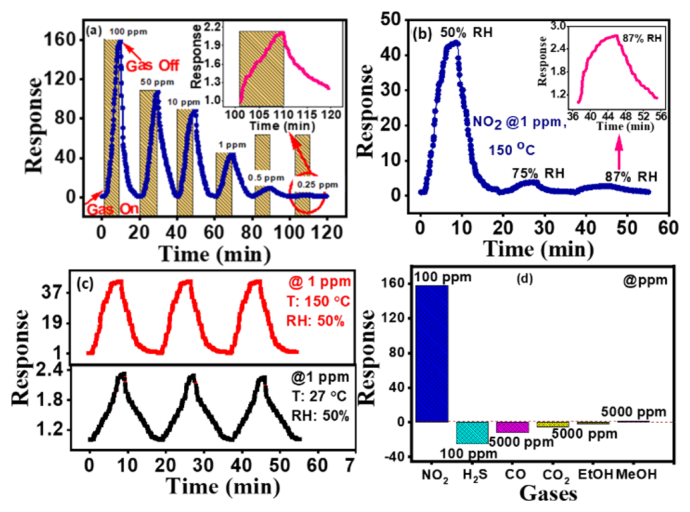 (a)
100 ppm
Gas Off
50 ppm
10 ppm
1 ppm
0.5 ppm
0.25 ppm
Gas On
Response
160
120
80
40
0
0 20 40 60 80 100 120
Time (min)
Response
2.2
2.0
1.8
1.6
1.4
1.2
1.0
100 105 110 115 120
Time (min)
(b)
50% RH
NO2 @1 ppm,
150 °C
75% RH
87% RH
Response
50
40
30
20
10
0
0 10 20 30 40 50 60
Time (min)
87% RH
Response
3.0
2.4
1.8
1.2
36 40 44 48 52 56
Time (min)
(c)
@ 1 ppm
T: 150 °C
RH: 50%
37
19
1
@1 ppm
T: 27 °C
RH: 50%
2.4
1.8
1.2
Response
0 10 20 30 40 50 60 7
Time (min)
(d)
@ppm
100 ppm
100 ppm
5000 ppm
5000 ppm
5000 ppm
Response
160
120
80
40
0
-40
NO2 H2S CO CO2 EtOH MeOH
Gases